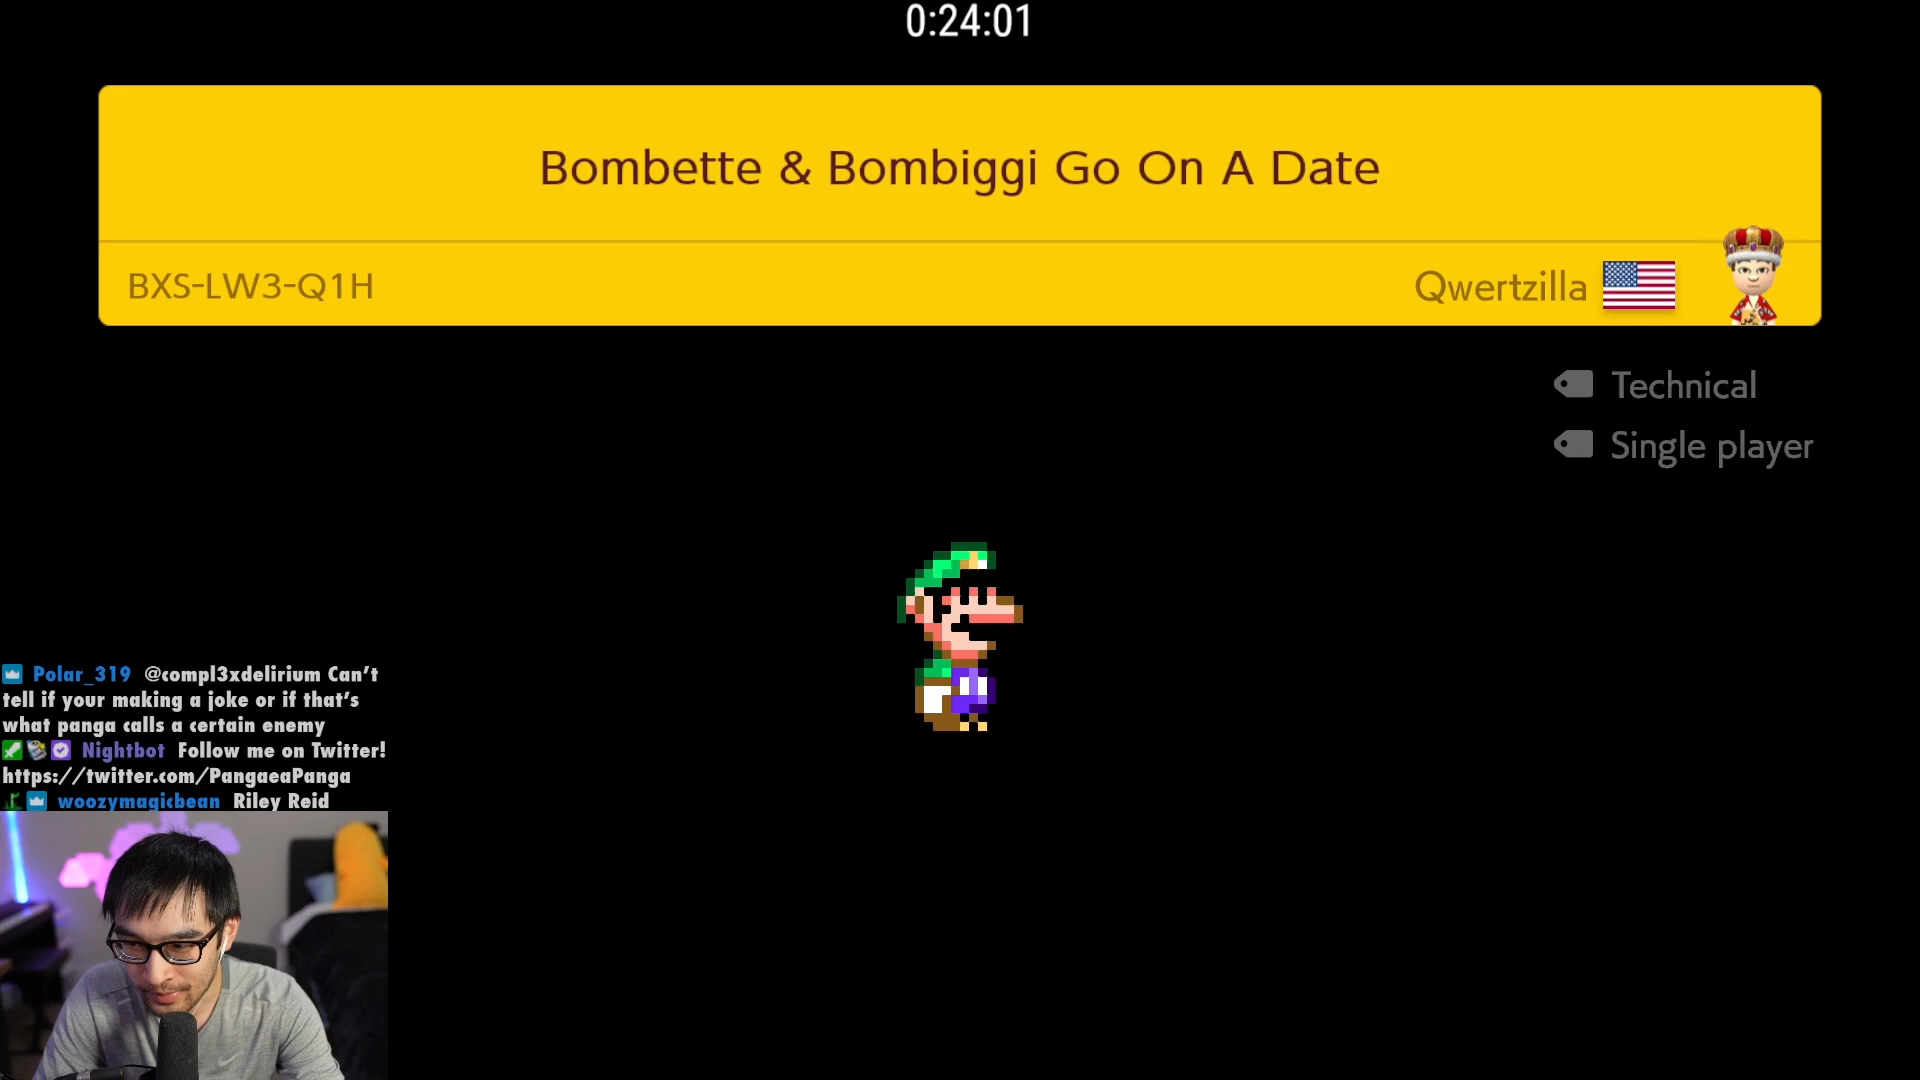 0:24:01
Bombette & Bombiggi Go On A Date
BXS-LW3-Q1H
Qwertzilla
Technical
Single player
Polar_319 @compl3xdelirium Can't
tell if your making a joke or if that's
what panga calls a certain enemy
Nightbot Follow me on Twitter!
https://twitter.com/PangaeaPanga
woozymagicbean Riley Reid